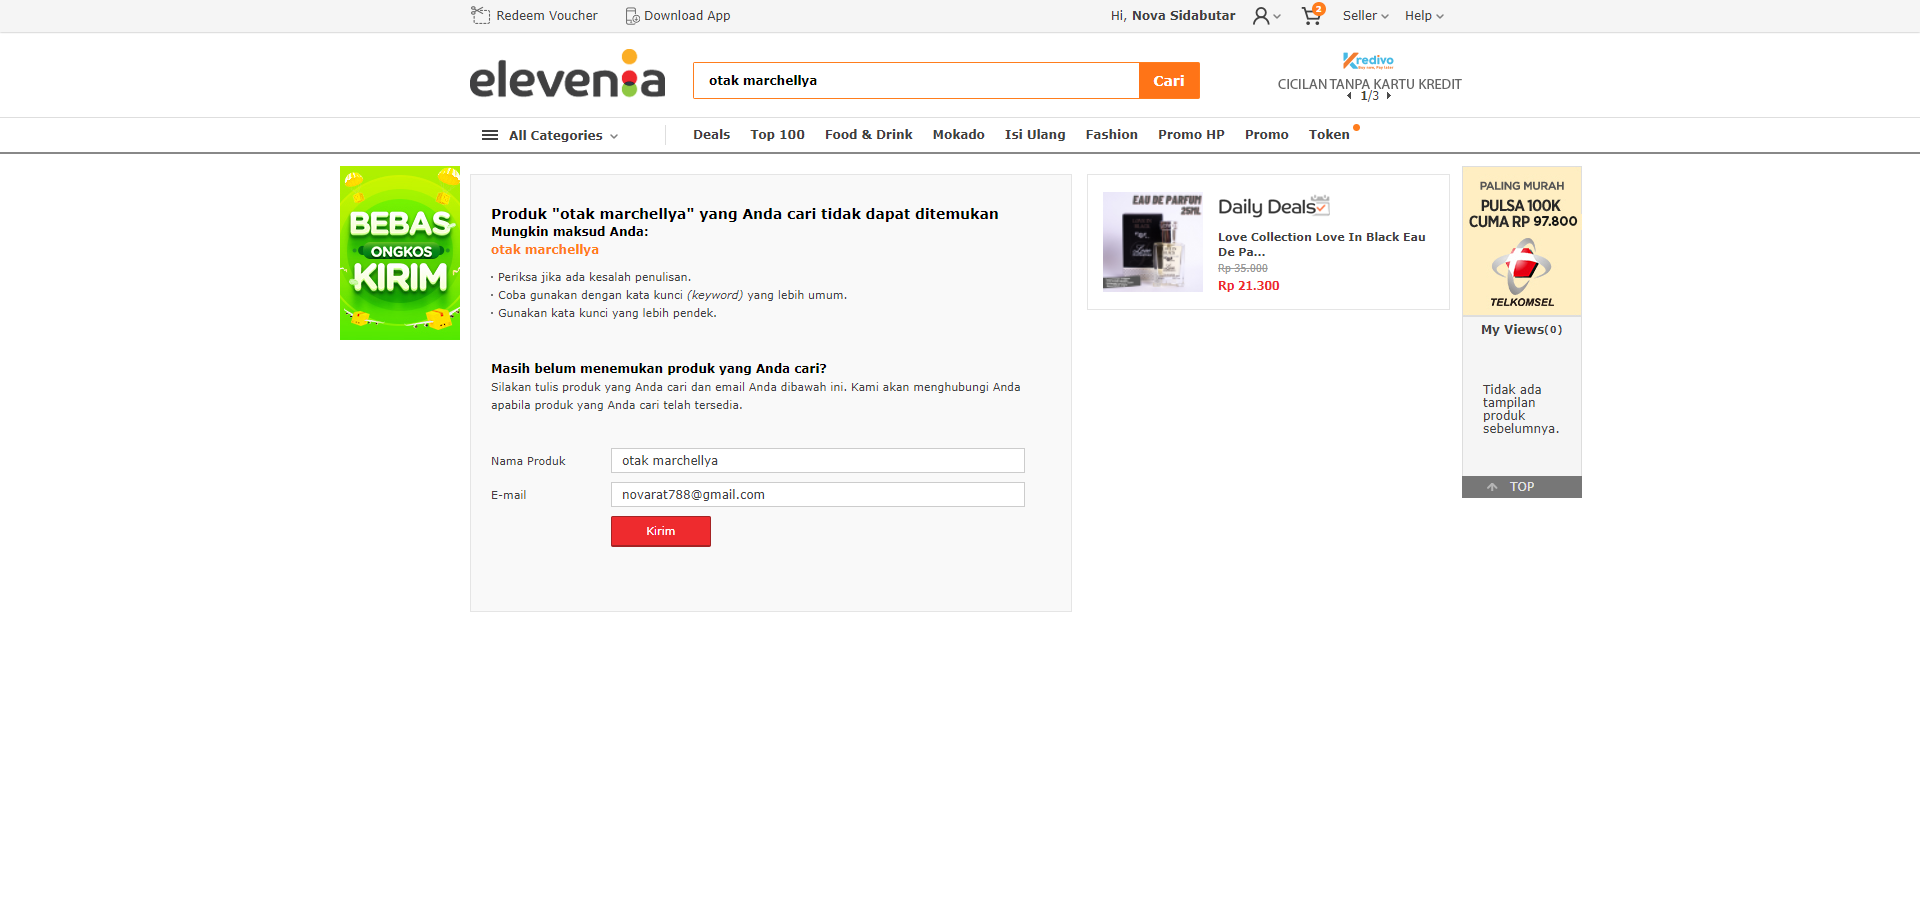 Redeem Voucher
Download App
Hi, Nova Sidabutar
2
Seller
Help
elevenia
otak marchellya
Cari
Kredivo
CICILAN TANPA KARTU KREDIT
1/3
All Categories
Deals
Top 100
Food & Drink
Mokado
Isi Ulang
Fashion
Promo HP
Promo
Token
BEBAS
ONGKOS
KIRIM
Produk "otak marchellya" yang Anda cari tidak dapat ditemukan
Mungkin maksud Anda:
otak marchellya
· Periksa jika ada kesalah penulisan.
· Coba gunakan dengan kata kunci (keyword) yang lebih umum.
· Gunakan kata kunci yang lebih pendek.
Masih belum menemukan produk yang Anda cari?
Silakan tulis produk yang Anda cari dan email Anda dibawah ini. Kami akan menghubungi Anda
apabila produk yang Anda cari telah tersedia.
Nama Produk
otak marchellya
E-mail
novarat788@gmail.com
Kirim
EAU DE PARFUM
25ML
Daily Deals
Love Collection Love In Black Eau
De Pa...
Rp 35.000
Rp 21.300
PALING MURAH
PULSA 100K
CUMA RP 97.800
TELKOMSEL
My Views(0)
Tidak ada
tampilan
produk
sebelumnya.
TOP